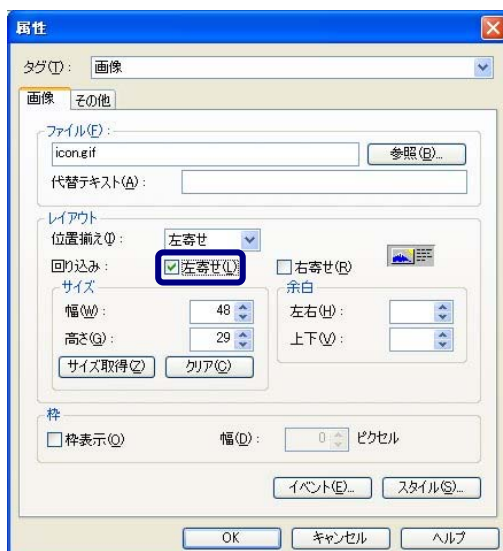 属性
タグ(T)： 画像
画像 その他
ファイル(F)：
icon.gif 参照(B)...
代替テキスト(A)：
レイアウト
位置揃え(I)： 左寄せ
回り込み： 左寄せ(L) 右寄せ(R)
サイズ 余白
幅(W)： 48 左右(H)：
高さ(G)： 29 上下(V)：
サイズ取得(Z) クリア(C)
枠
枠表示(O) 幅(D)： 0 ピクセル
イベント(E)... スタイル(S)...
OK キャンセル ヘルプ